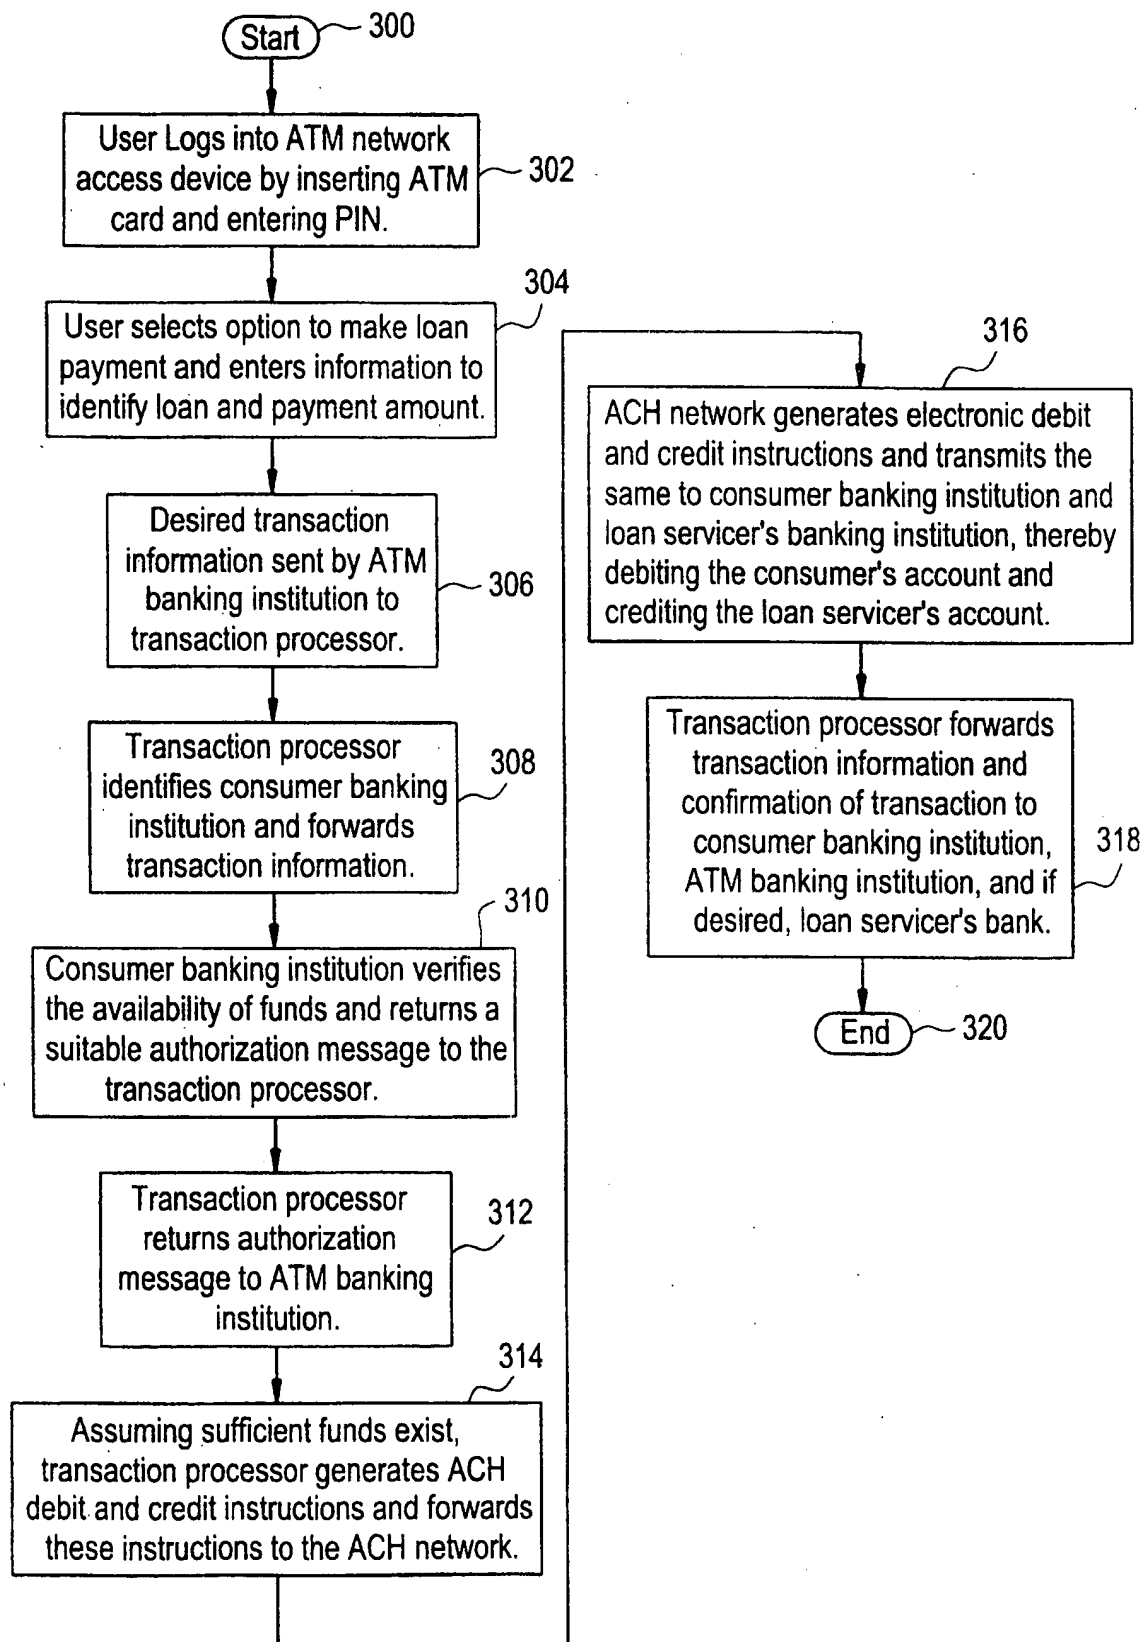 Start
300
User Logs into ATM network
access device by inserting ATM
card and entering PIN.
302
304
User selects option to make loan
payment and enters information to
identify loan and payment amount.
Desired transaction
information sent by ATM
banking institution to
transaction processor.
306
Transaction processor
identifies consumer banking
institution and forwards
transaction information.
308
310
Consumer banking institution verifies
the availability of funds and returns a
suitable authorization message to the
transaction processor.
Transaction processor
returns authorization
message to ATM banking
institution.
312
314
Assuming sufficient funds exist,
transaction processor generates ACH
debit and credit instructions and forwards
these instructions to the ACH network.
316
ACH network generates electronic debit
and credit instructions and transmits the
same to consumer banking institution and
loan servicer's banking institution, thereby
debiting the consumer's account and
crediting the loan servicer's account.
Transaction processor forwards
transaction information and
confirmation of transaction to
consumer banking institution,
ATM banking institution, and if
desired, loan servicer's bank.
318
End
320